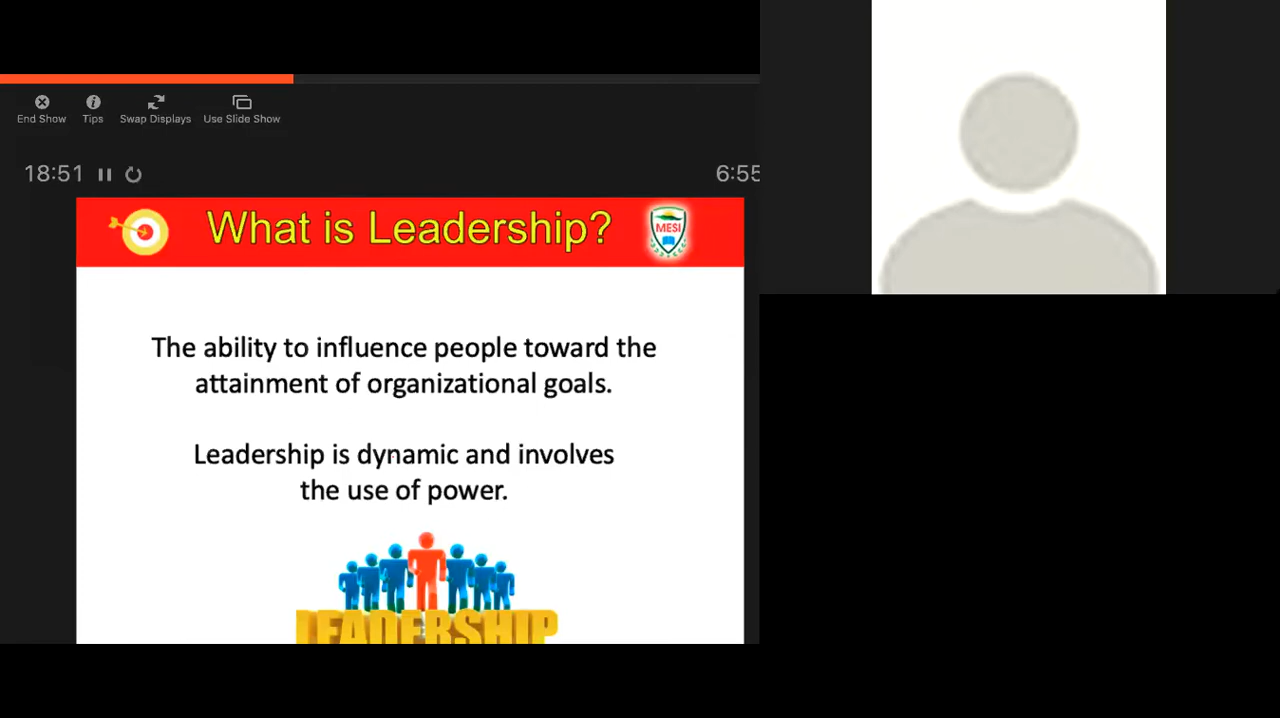 End Show Tips Swap Displays Use Slide Show
18:51 6:55
What is Leadership?
MESI
The ability to influence people toward the
attainment of organizational goals.
Leadership is dynamic and involves
the use of power.
LEADERSHIP